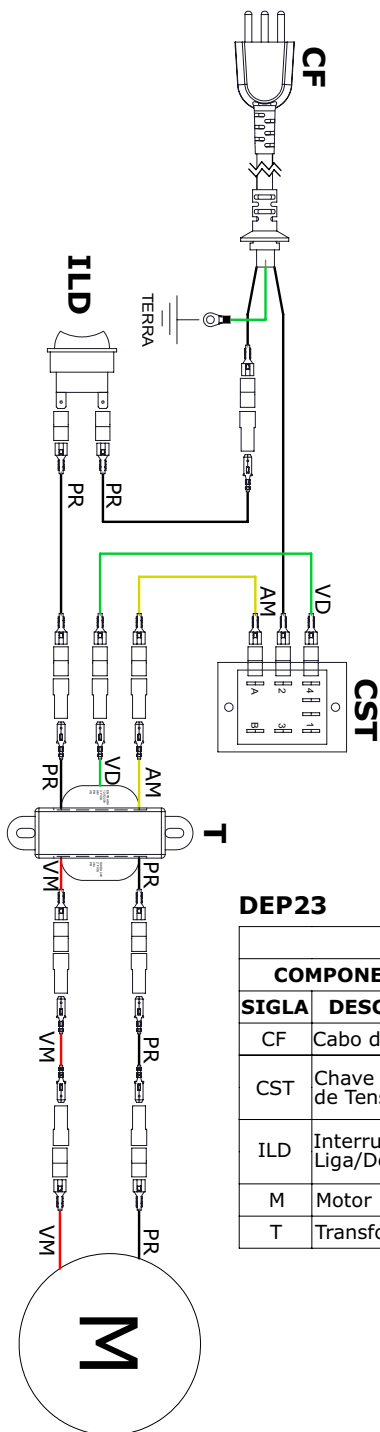 CF
ILD
TERRA
PR
PR
AM
VD
CST
A
2
4
B
3
1
PR
VD
AM
T
VM
PR
VM
PR
VM
PR
M
DEP23
COMPONE
SIGLA DESC
CF Cabo d
CST Chave
de Tens
ILD Interru
Liga/De
M Motor
T Transfo